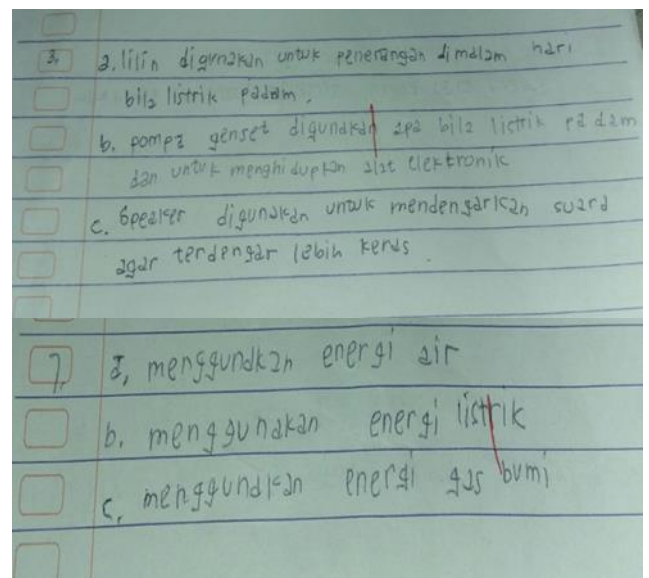 3. a. lilin digunakan untuk penerangan dimalam hari
bila listrik padam.
b. pompa genset digunakan apa bila listrik padam
dan untuk menghidupkan alat elektronik
c. Speaker digunakan untuk mendengarkan suara
agar terdengar lebih keras.
7. a. menggunakan energi air
b. menggunakan energi listrik
c. menggunakan energi gas bumi